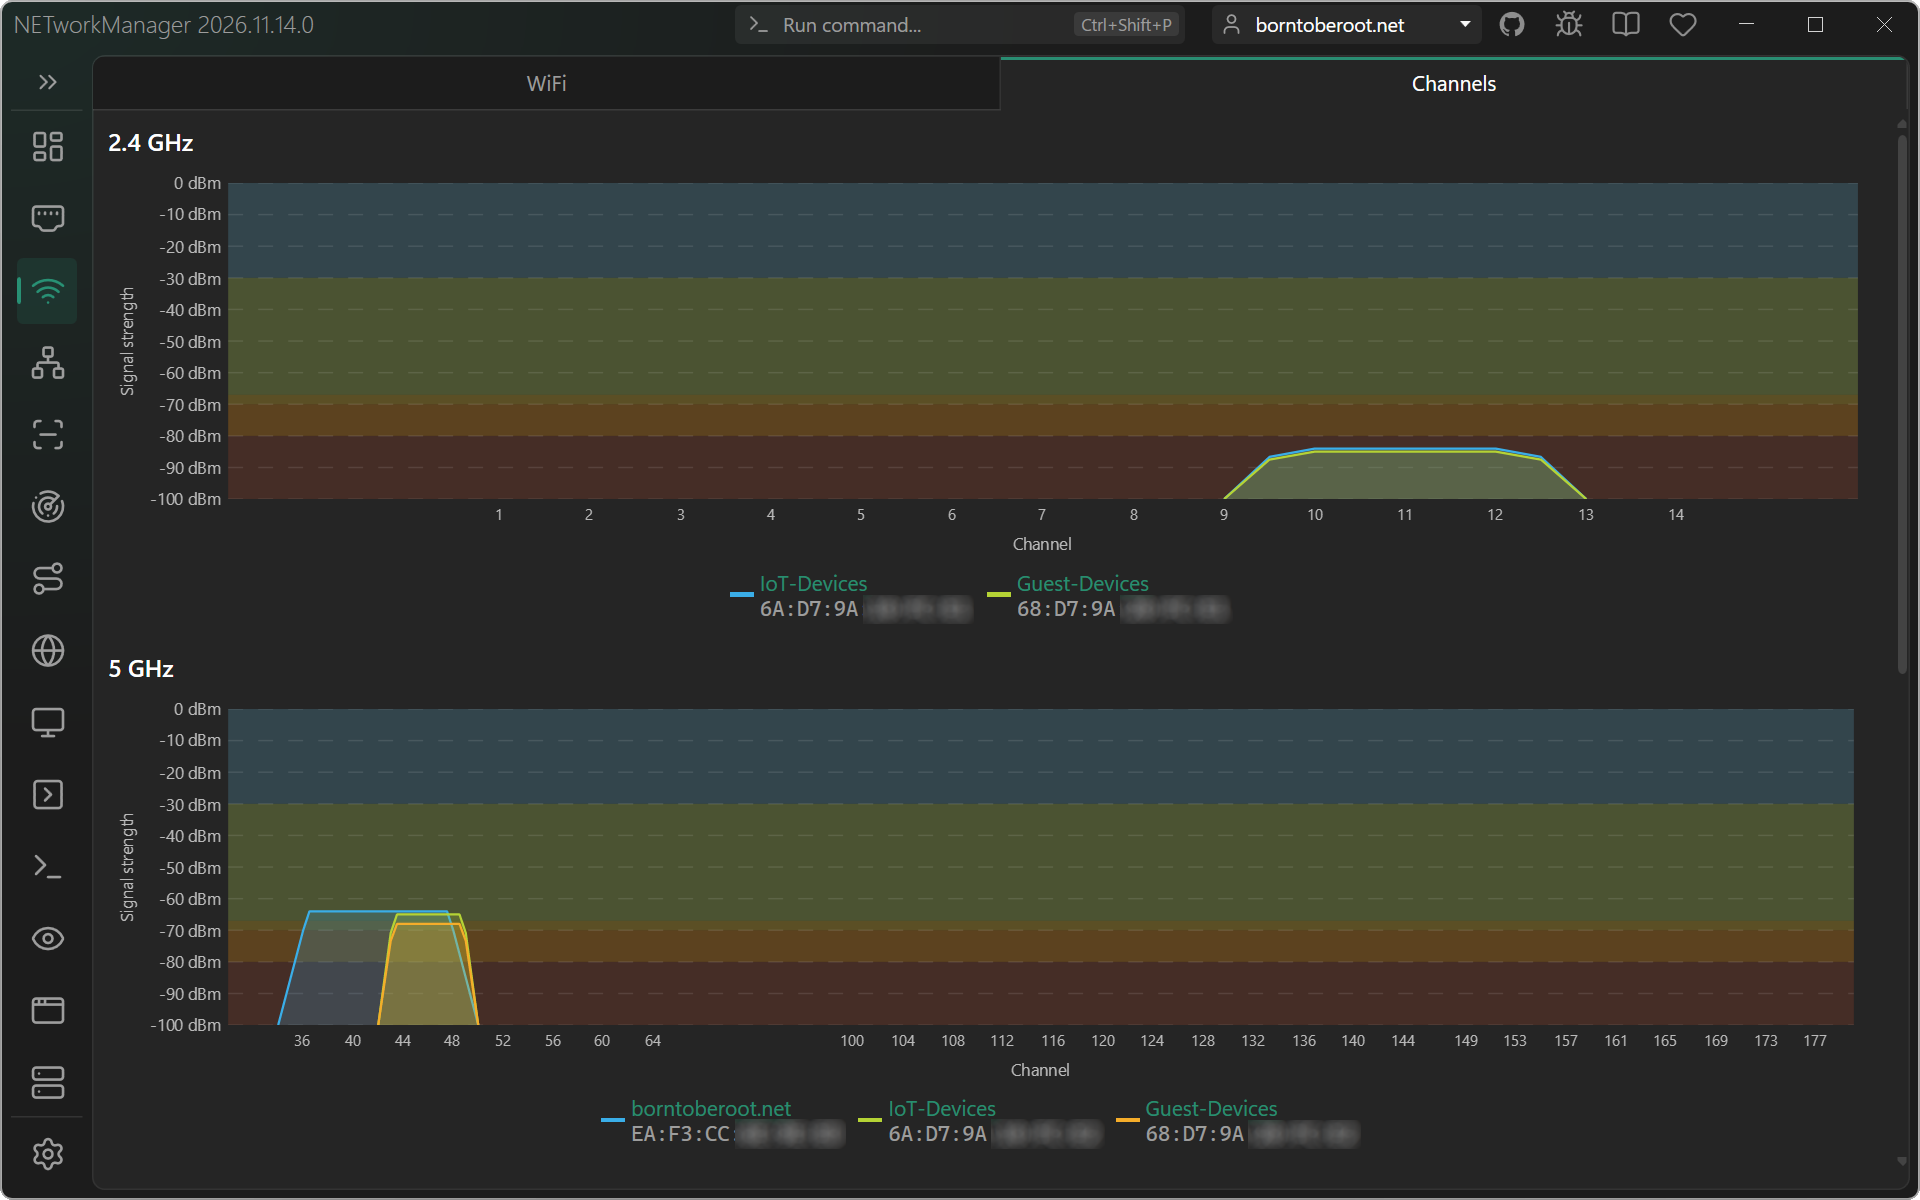 NETworkManager 2026.11.14.0
Run command...
Ctrl+Shift+P
borntoberoot.net
WiFi
Channels
2.4 GHz
0 dBm
-10 dBm
-20 dBm
-30 dBm
-40 dBm
-50 dBm
-60 dBm
-70 dBm
-80 dBm
-90 dBm
-100 dBm
Signal strength
1 2 3 4 5 6 7 8 9 10 11 12 13 14
Channel
IoT-Devices
6A:D7:9A
Guest-Devices
68:D7:9A
5 GHz
0 dBm
-10 dBm
-20 dBm
-30 dBm
-40 dBm
-50 dBm
-60 dBm
-70 dBm
-80 dBm
-90 dBm
-100 dBm
Signal strength
36 40 44 48 52 56 60 64 100 104 108 112 116 120 124 128 132 136 140 144 149 153 157 161 165 169 173 177
Channel
borntoberoot.net
EA:F3:CC:
IoT-Devices
6A:D7:9A
Guest-Devices
68:D7:9A